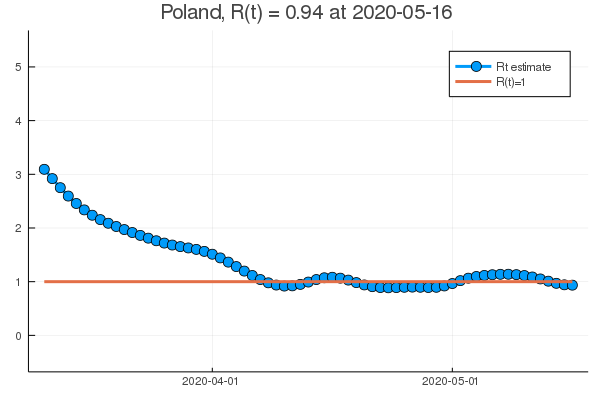 Poland, R(t) = 0.94 at 2020-05-16
5
4
3
2
1
0
Rt estimate
R(t)=1
2020-04-01
2020-05-01